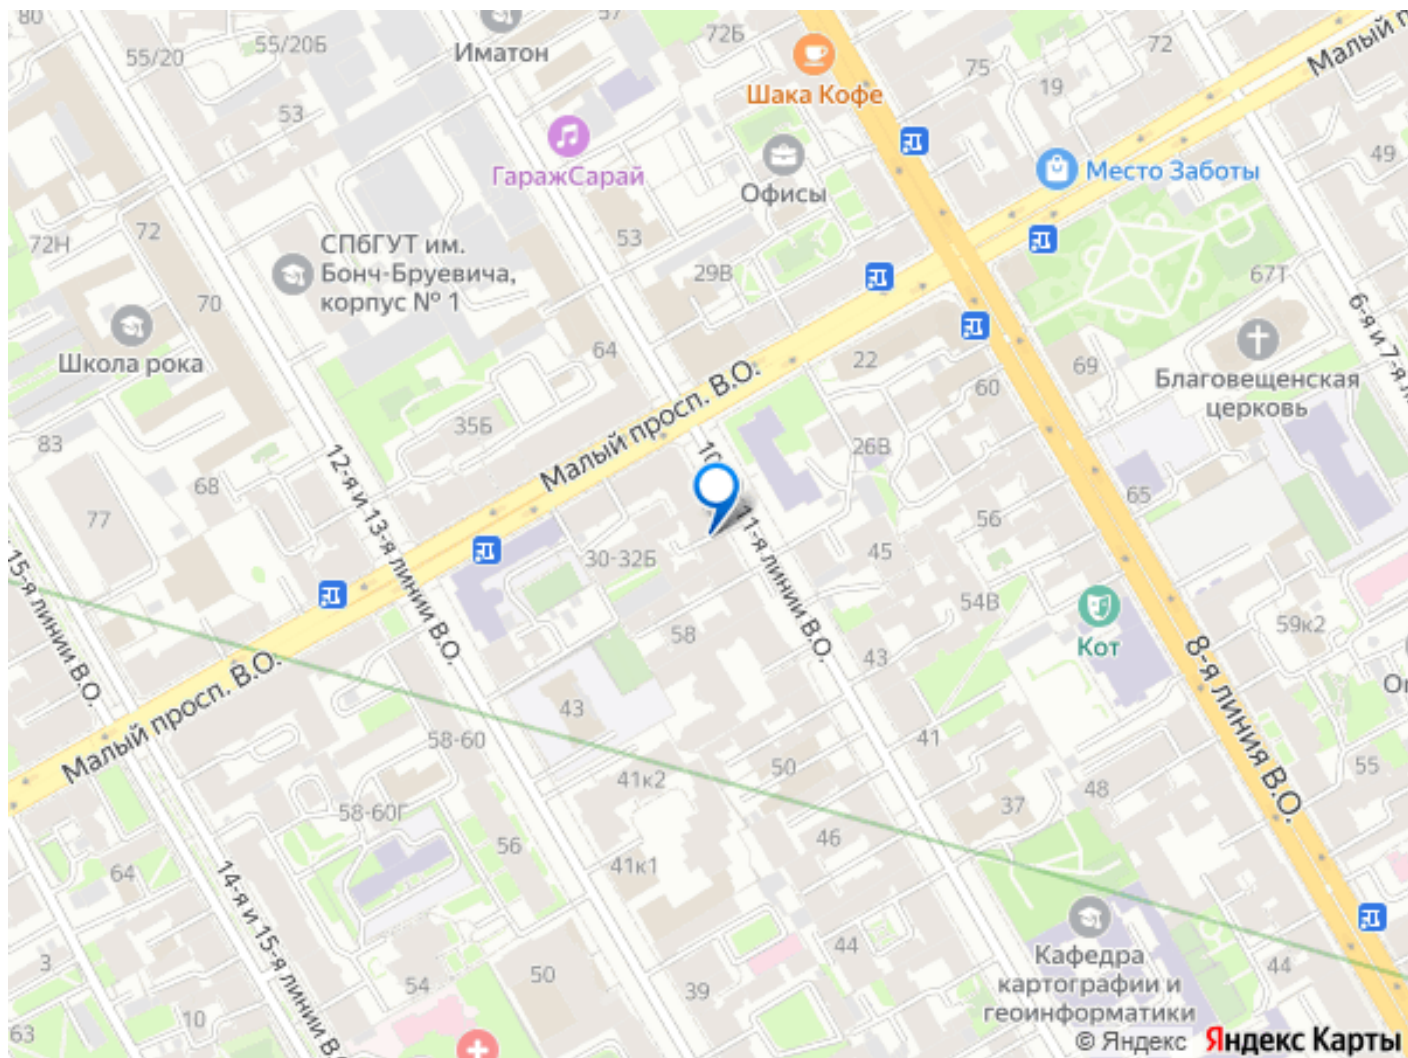 80
55/20
55/20Б
Иматон
57
72Б
Шака Кофе
75
72
19
Малый п
53
ГаражСарай
Офисы
Место Заботы
49
72Н
72
СПбГУТ им.
Бонч-Бруевича,
корпус № 1
53
29В
67Т
70
Школа рока
64
22
60
69
Благовещенская
церковь
6-я и 7-я л
83
68
77
35Б
Малый просп. В.О.
26В
65
12-я и 13-я линии В.О.
10
11-я линии В.О.
56
45
30-32Б
54В
Кот
59к2
15-я линии В.О.
58
43
43
8-я линия В.О.
Малый просп. В.О.
58-60
41
41к2
50
48
55
58-60Г
37
56
46
64
41к1
14-я и 15-я линии В.О
Кафедра
картографии и
геоинформатики
44
44
3
54
50
39
10
63
© Яндекс Яндекс Карты